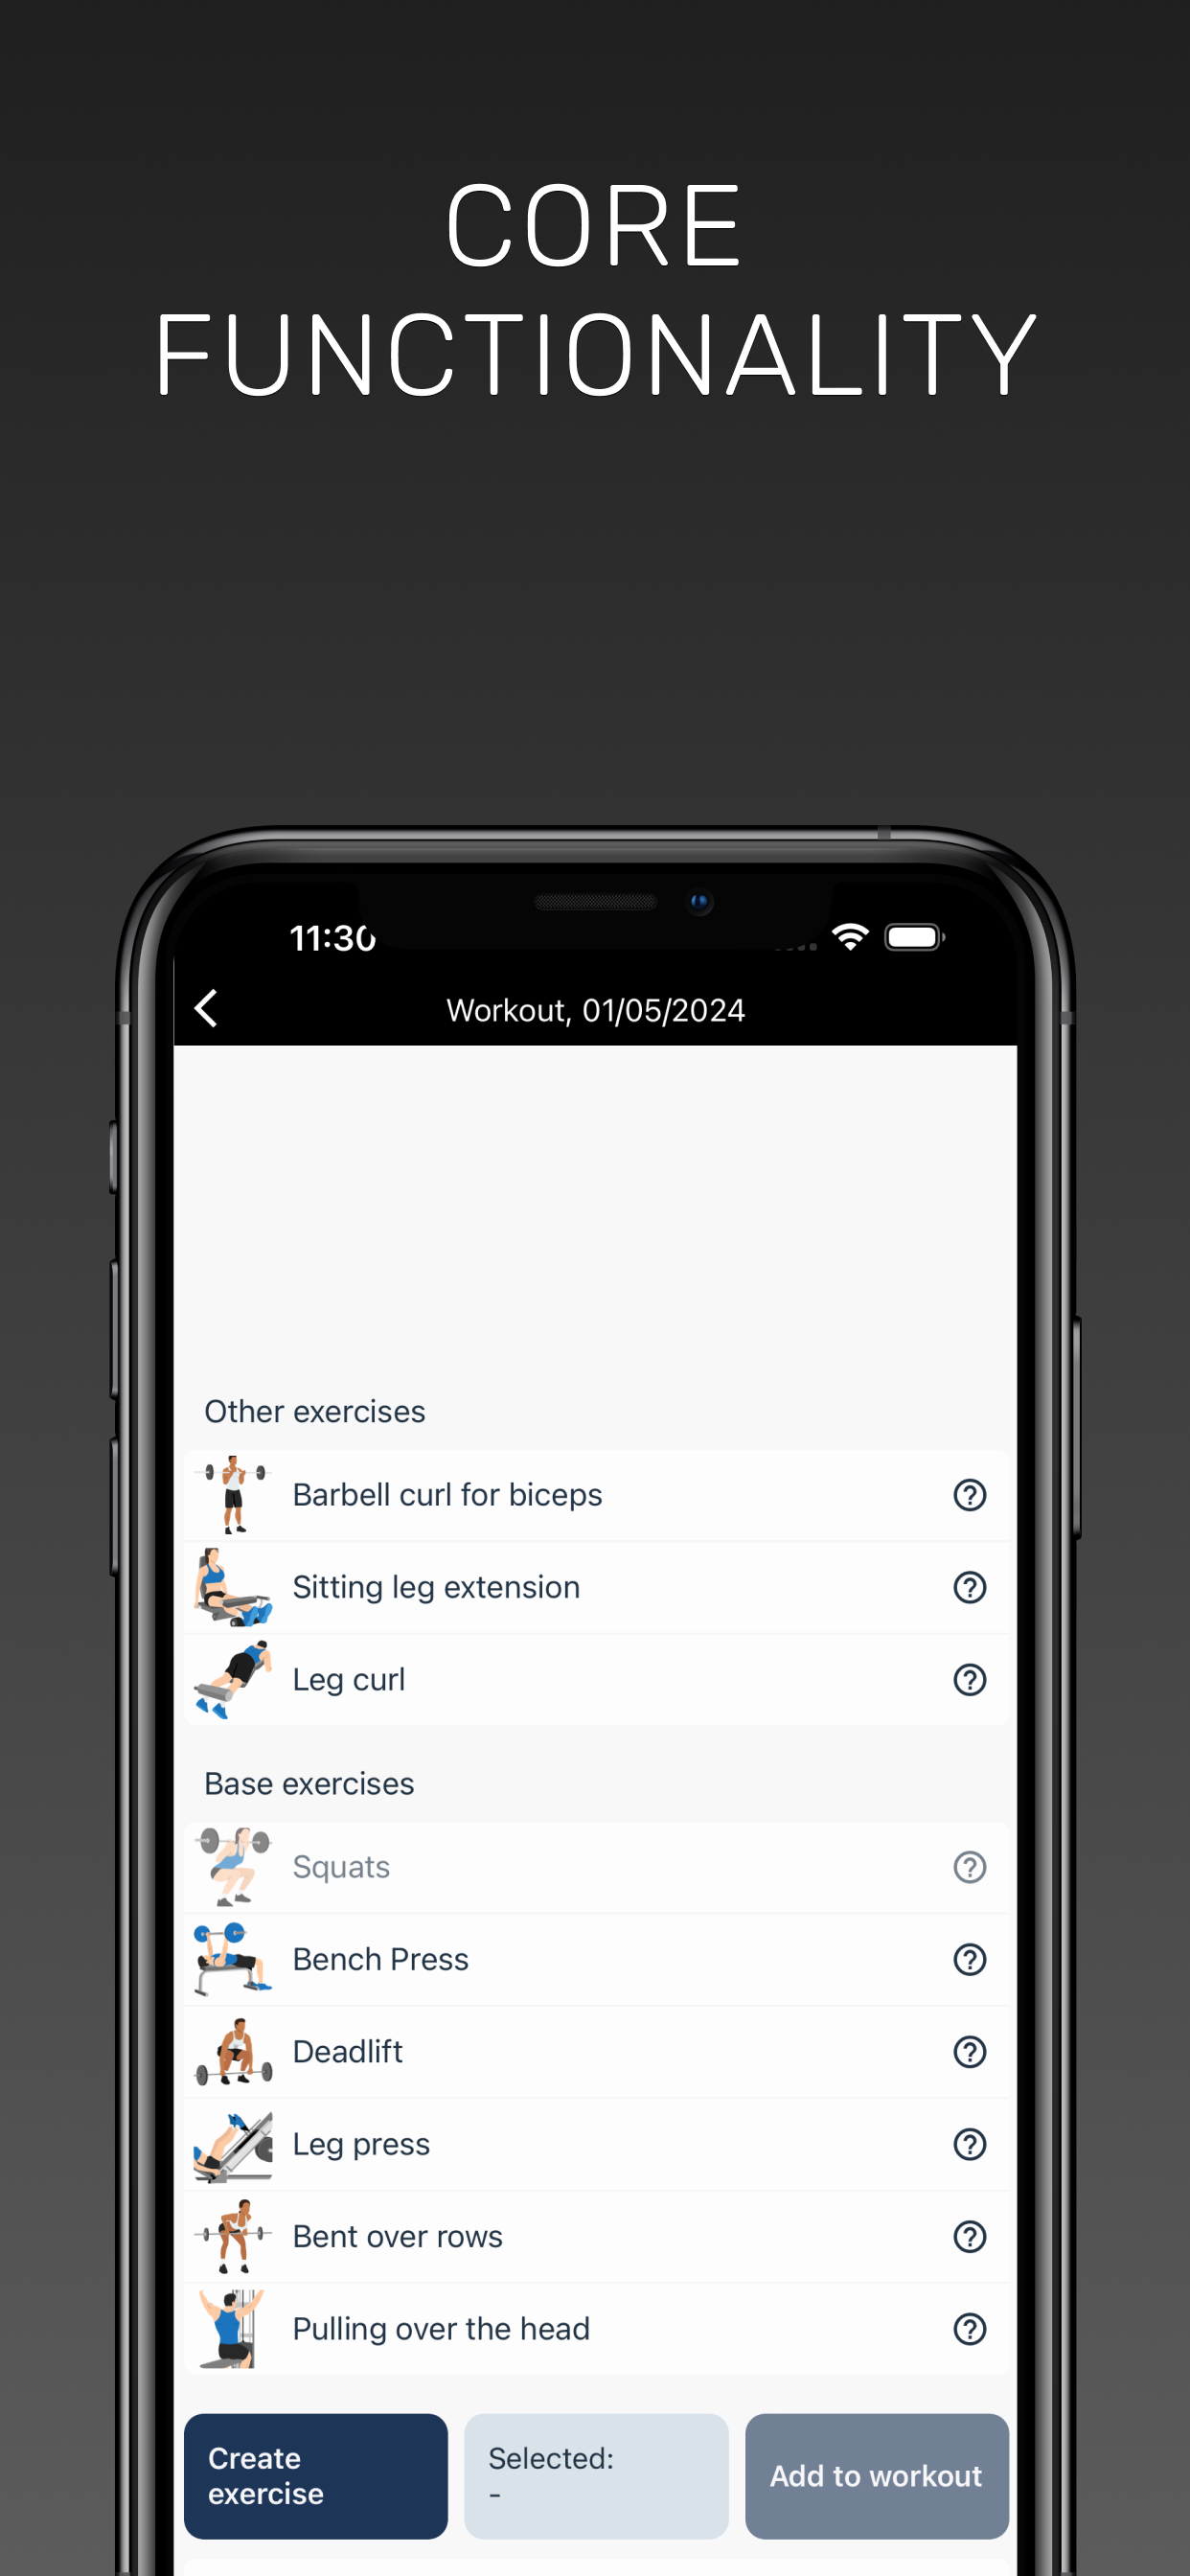 CORE
FUNCTIONALITY
11:30
Workout, 01/05/2024
Other exercises
Barbell curl for biceps
Sitting leg extension
Leg curl
Base exercises
Squats
Bench Press
Deadlift
Leg press
Bent over rows
Pulling over the head
Create
exercise
Selected:
-
Add to workout